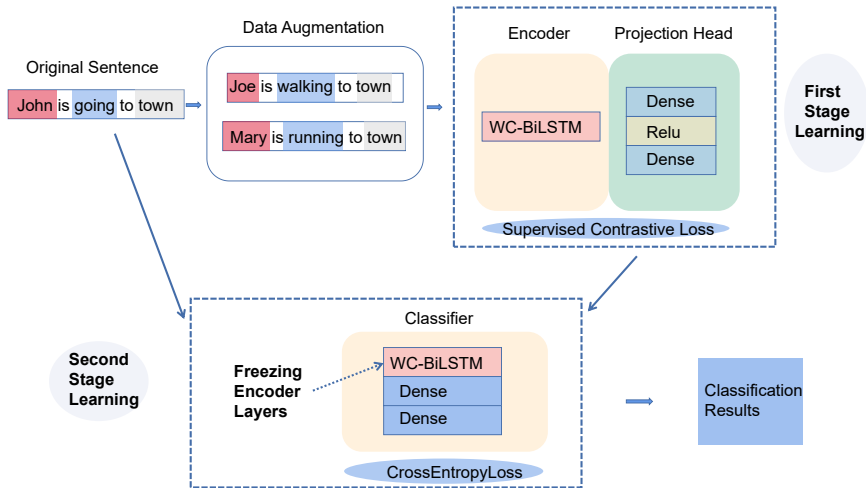 Original Sentence
John is going to town
Data Augmentation
Joe is walking to town
Mary is running to town
Encoder
Projection Head
WC-BiLSTM
Dense
Relu
Dense
Supervised Contrastive Loss
First
Stage
Learning
Second
Stage
Learning
Classifier
Freezing
Encoder
Layers
WC-BiLSTM
Dense
Dense
CrossEntropyLoss
Classification
Results